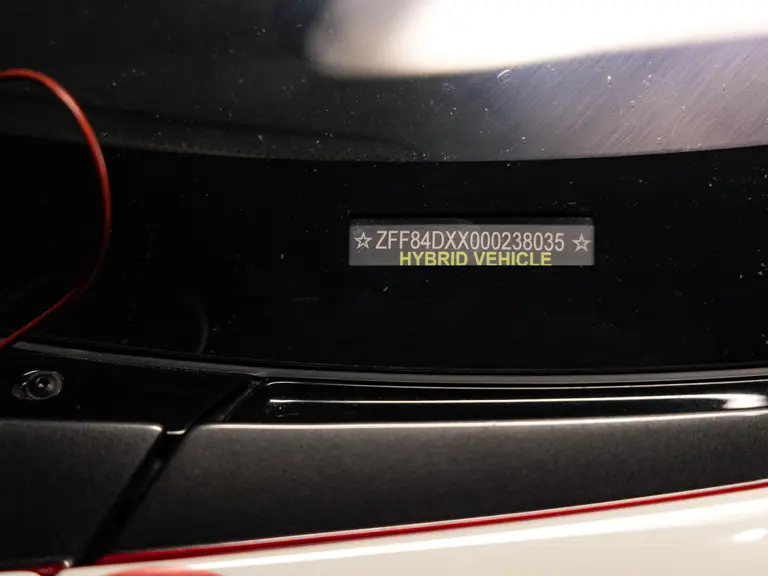 ☆ ZFF84DXX000238035 ☆
HYBRID VEHICLE